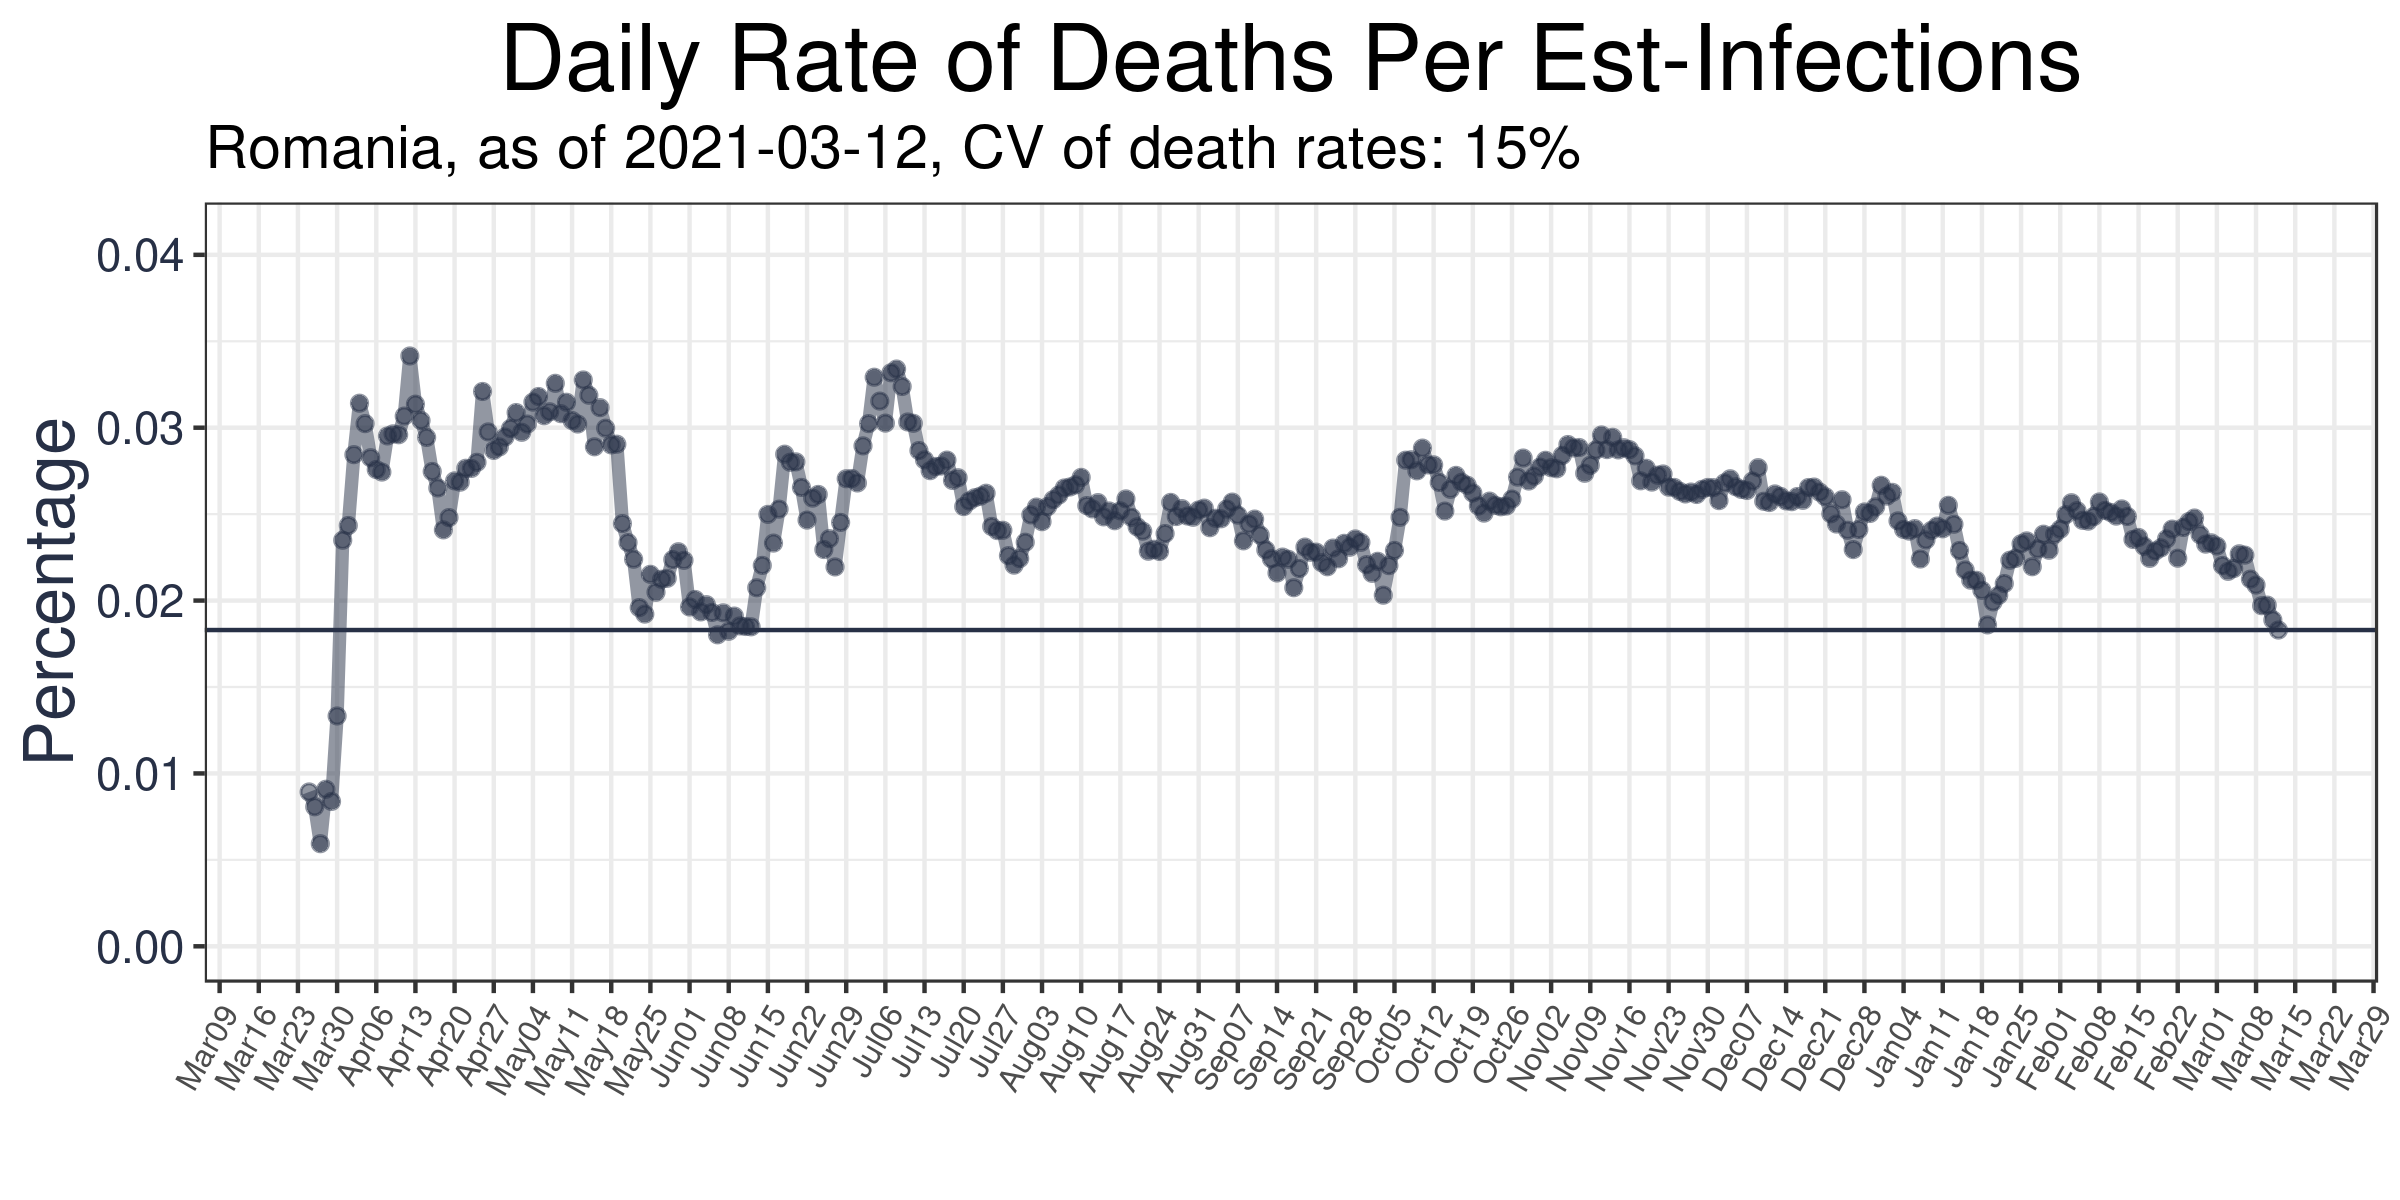 Daily Rate of Deaths Per Est-Infections
Romania, as of 2021-03-12, CV of death rates: 15%
Percentage
0.04
0.03
0.02
0.01
0.00
Mar09
Mar16
Mar23
Mar30
Apr06
Apr13
Apr20
Apr27
May04
May11
May18
May25
Jun01
Jun08
Jun15
Jun22
Jun29
Jul06
Jul13
Jul20
Jul27
Aug03
Aug10
Aug17
Aug24
Aug31
Sep07
Sep14
Sep21
Sep28
Oct05
Oct12
Oct19
Oct26
Nov02
Nov09
Nov16
Nov23
Nov30
Dec07
Dec14
Dec21
Dec28
Jan04
Jan11
Jan18
Jan25
Feb01
Feb08
Feb15
Feb22
Mar01
Mar08
Mar15
Mar22
Mar29